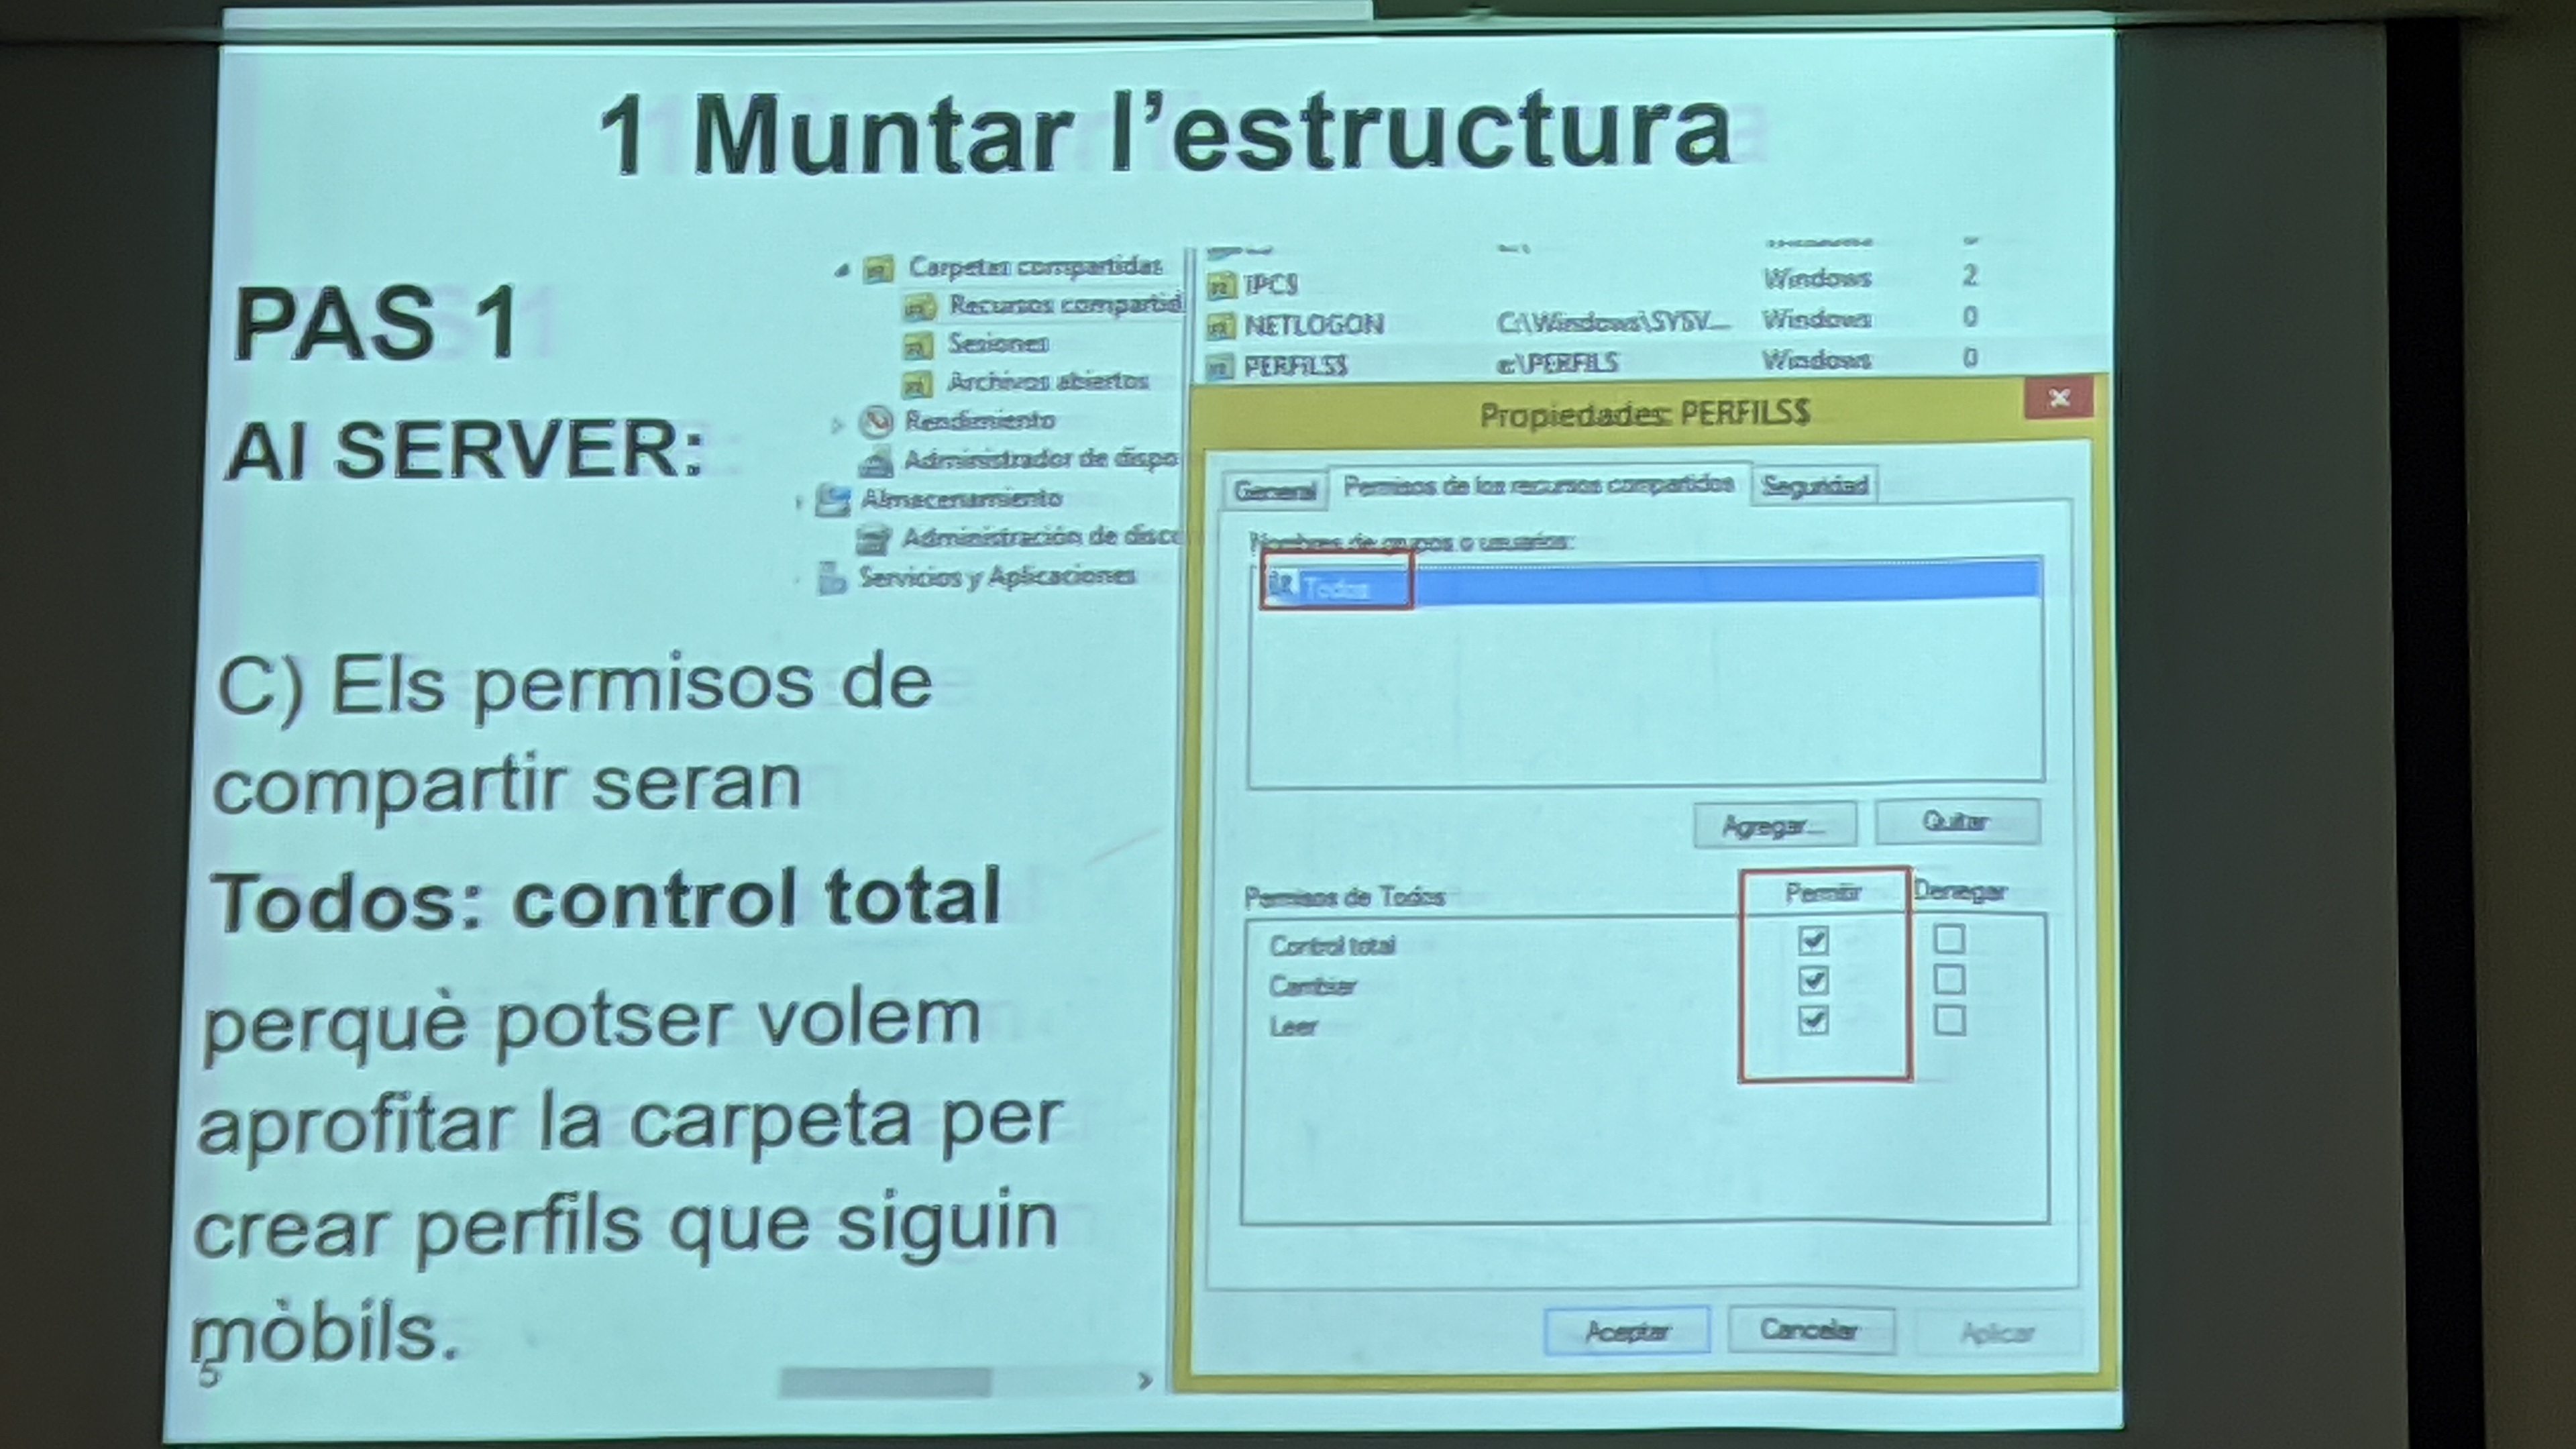 1 Muntar l’estructura
PAS 1
Al SERVER:
C) Els permisos de
compartir seran
Todos: control total
perquè potser volem
aprofitar la carpeta per
crear perfils que siguin
mòbils.
5
Carpetas compartidas
Recursos compartid
Sesiones
Archivos abiertos
Rendimiento
Administrador de dispo
Almacenamiento
Administración de disco
Servicios y Aplicaciones
IPC$ Windows 2
NETLOGON C:\Windows\SYSV... Windows 0
PERFILS$ e:\PERFILS Windows 0
Propiedades: PERFILS$
General Permisos de los recursos compartidos Seguridad
Nombres de grupos o usuarios:
Todos
Agregar... Quitar
Permisos de Todos Permitir Denegar
Control total
Cambiar
Leer
Aceptar Cancelar Aplicar